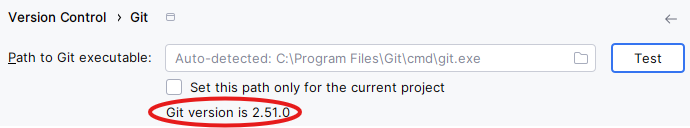 Version Control › Git
Path to Git executable: Auto-detected: C:\Program Files\Git\cmd\git.exe Test
Set this path only for the current project
Git version is 2.51.0